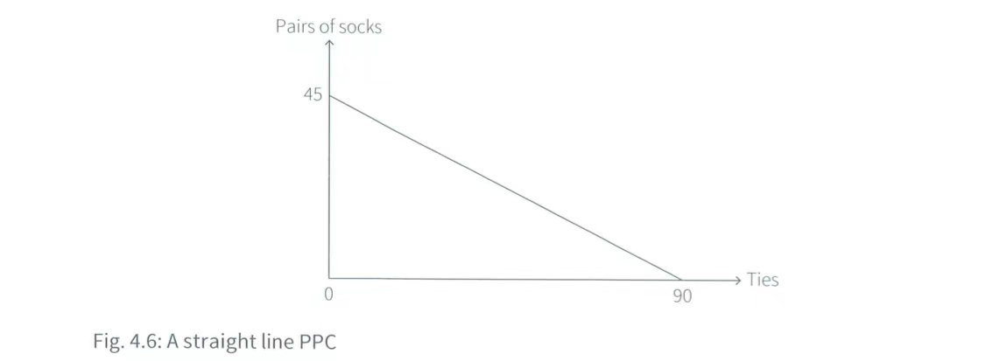 Pairs of socks
45
Ties
0
90
Fig. 4.6: A straight line PPC